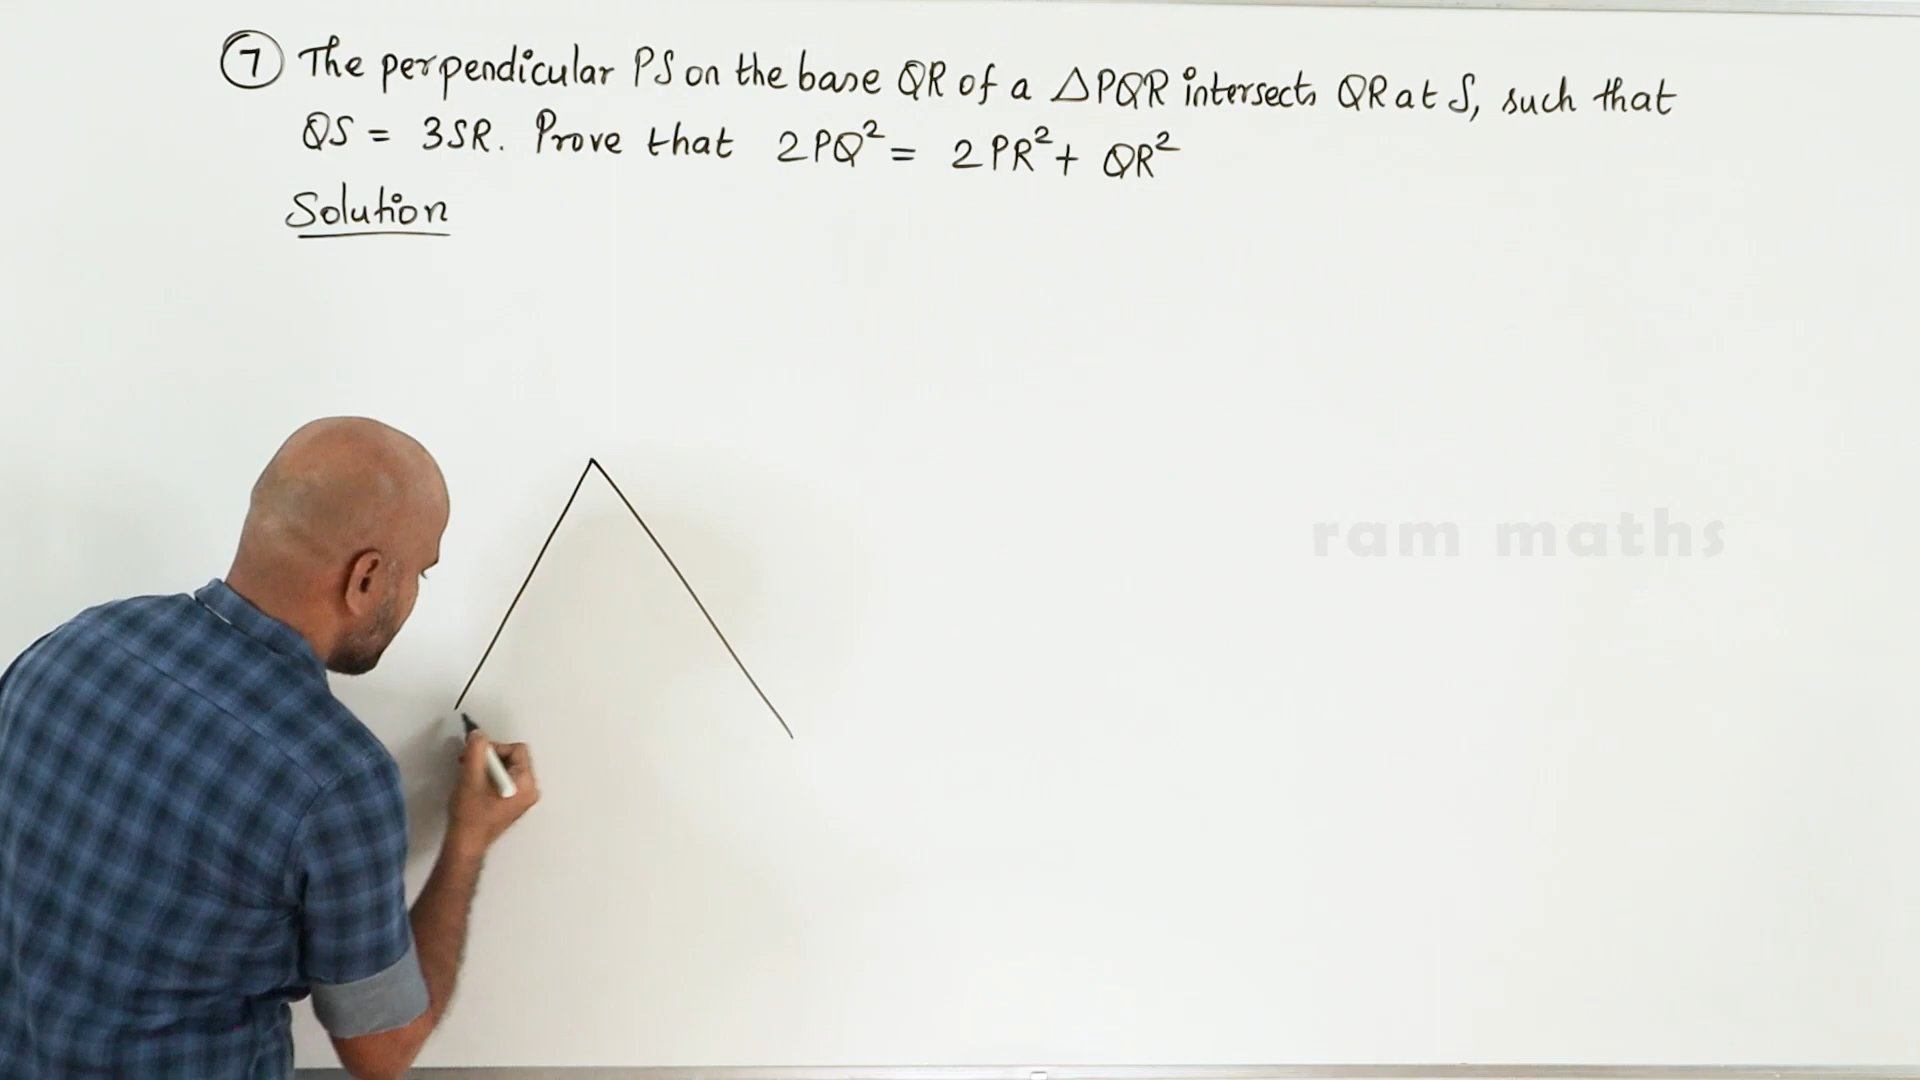 7 The perpendicular PS on the base QR of a △PQR intersects QR at S, such that
QS = 3SR. Prove that 2PQ² = 2PR² + QR²
Solution
ram maths